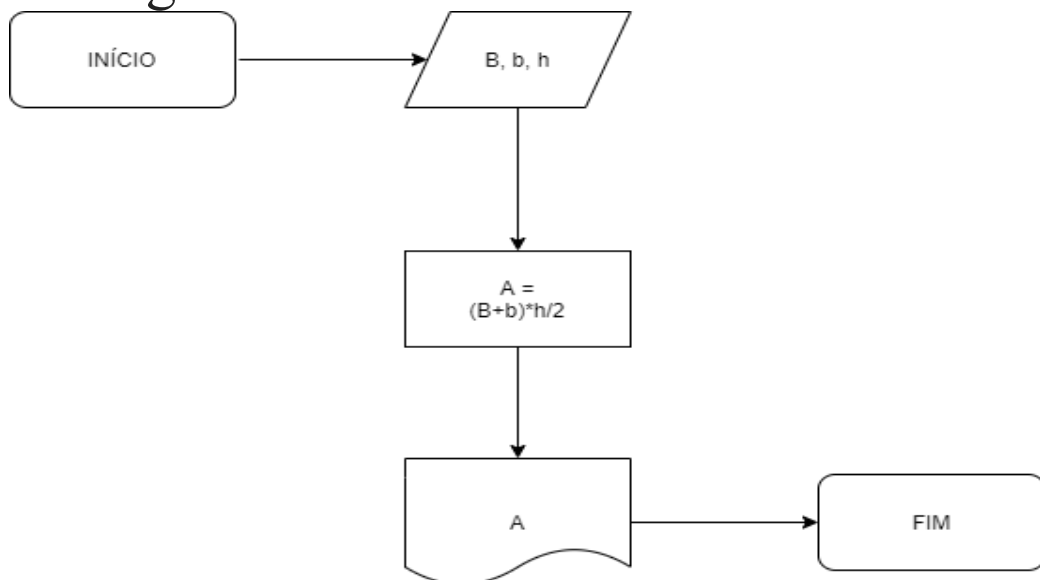 INÍCIO
B, b, h
A =
(B+b)*h/2
A
FIM